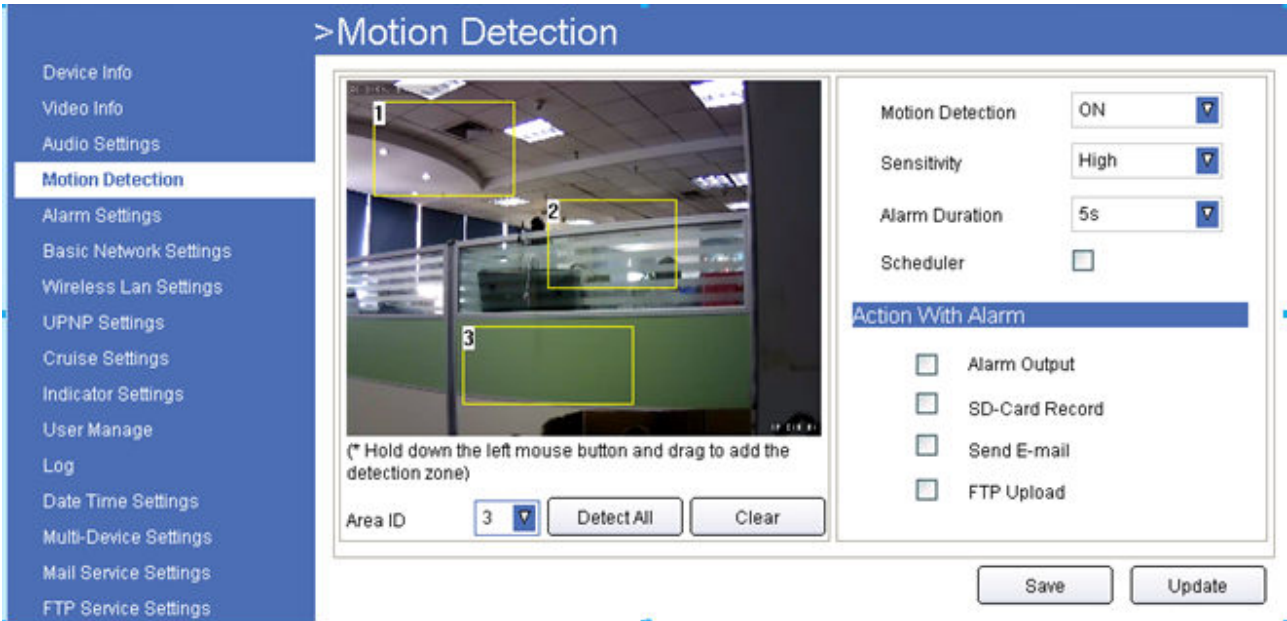 >Motion Detection
Device Info
Video Info
Audio Settings
Motion Detection
Alarm Settings
Basic Network Settings
Wireless Lan Settings
UPNP Settings
Cruise Settings
Indicator Settings
User Manage
Log
Date Time Settings
Multi-Device Settings
Mail Service Settings
FTP Service Settings
1
2
3
(* Hold down the left mouse button and drag to add the
detection zone)
Area ID 3 Detect All Clear
Motion Detection ON
Sensitivity High
Alarm Duration 5s
Scheduler
Action With Alarm
Alarm Output
SD-Card Record
Send E-mail
FTP Upload
Save Update